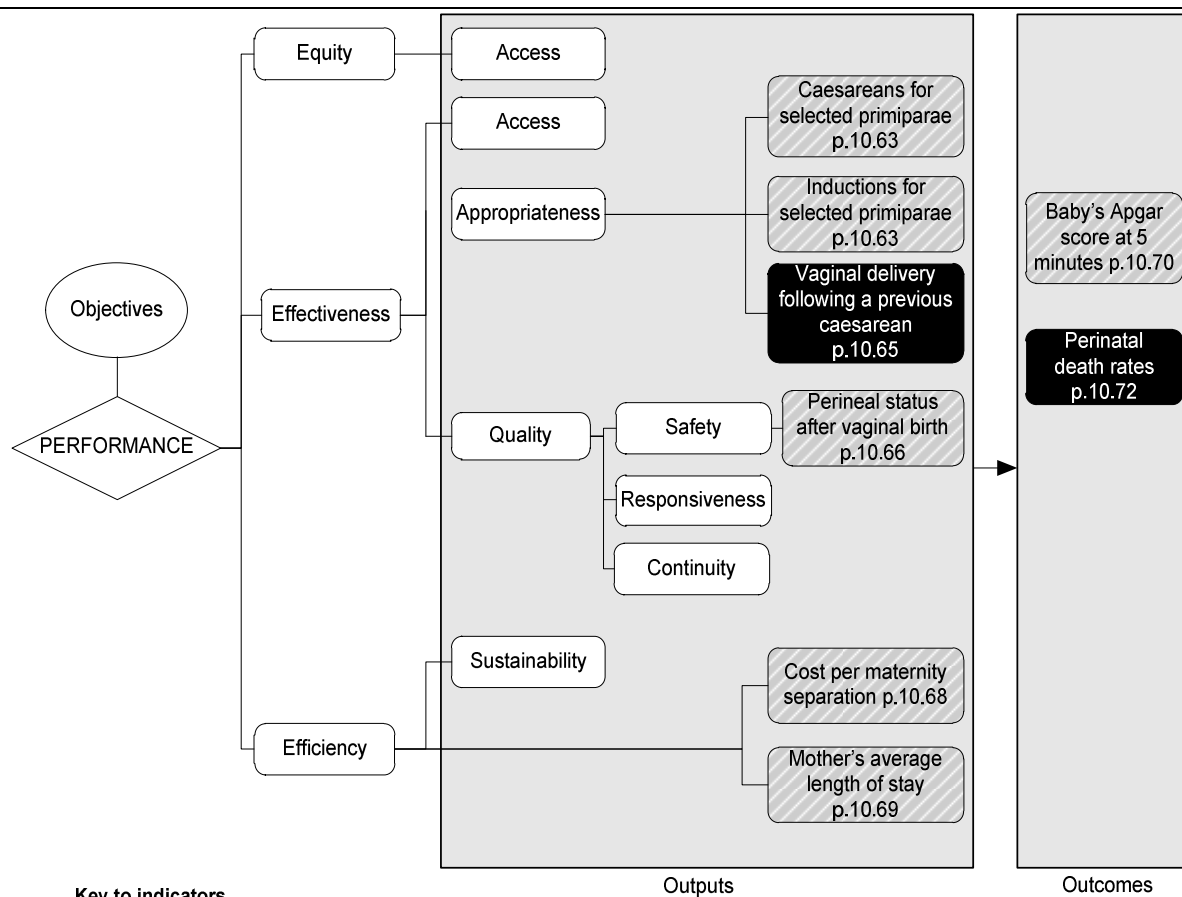 Equity
Access
Access
Caesareans for
selected primiparae
p.10.63
Appropriateness
Inductions for
selected primiparae
p.10.63
Vaginal delivery
following a previous
caesarean
p.10.65
Baby's Apgar
score at 5
minutes p.10.70
Objectives
Effectiveness
Perinatal
death rates
p.10.72
PERFORMANCE
Quality
Safety
Perineal status
after vaginal birth
p.10.66
Responsiveness
Continuity
Sustainability
Cost per maternity
separation p.10.68
Efficiency
Mother's average
length of stay
p.10.69
Key to indicators
Outputs
Outcomes